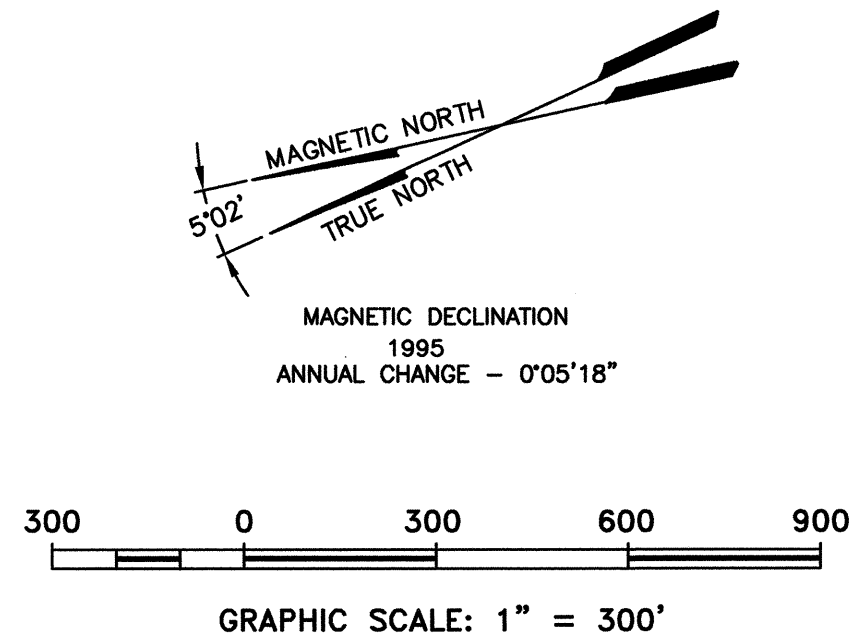 MAGNETIC NORTH
5°02'
TRUE NORTH
MAGNETIC DECLINATION
1995
ANNUAL CHANGE – 0°05'18"
300 0 300 600 900
GRAPHIC SCALE: 1" = 300'